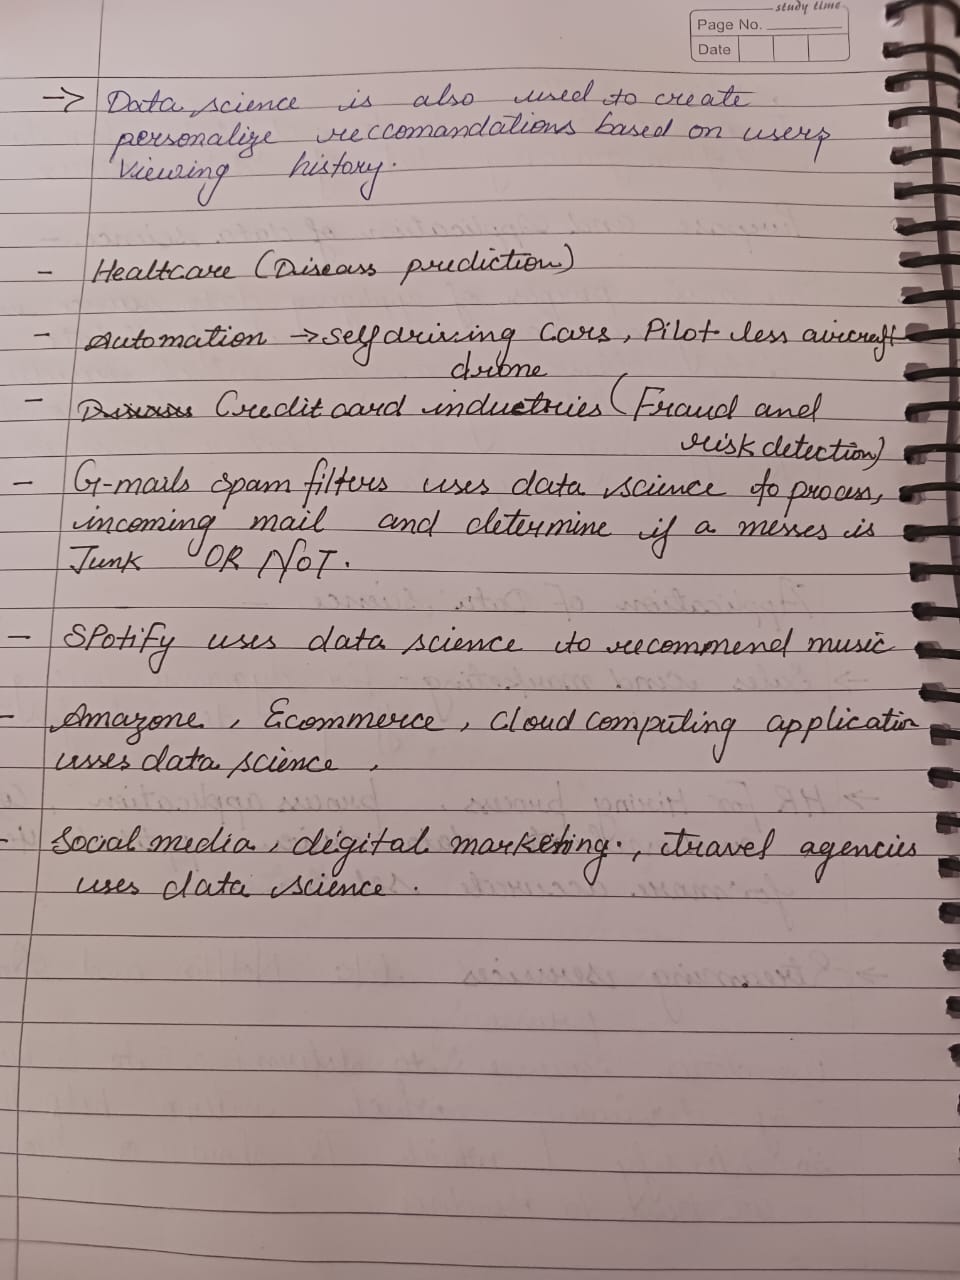 study time
Page No.
Date
→ Data science is also used to create
personalize reccomandations based on users
viewing history.
- Healtcare (Diseass prediction)
- Automation → Self driving Cars, Pilot less aircraft
drone
- Credit card industries (Fraud and
risk detection)
- G-mails spam filters uses data science to process,
incoming mail and determine if a messes is
Junk OR NOT.
- SPotify uses data science to recommend music
- Amazone, Ecommerce, Cloud computing application
usses data science,
- Social media, digital marketing., travel agencies
uses data science.